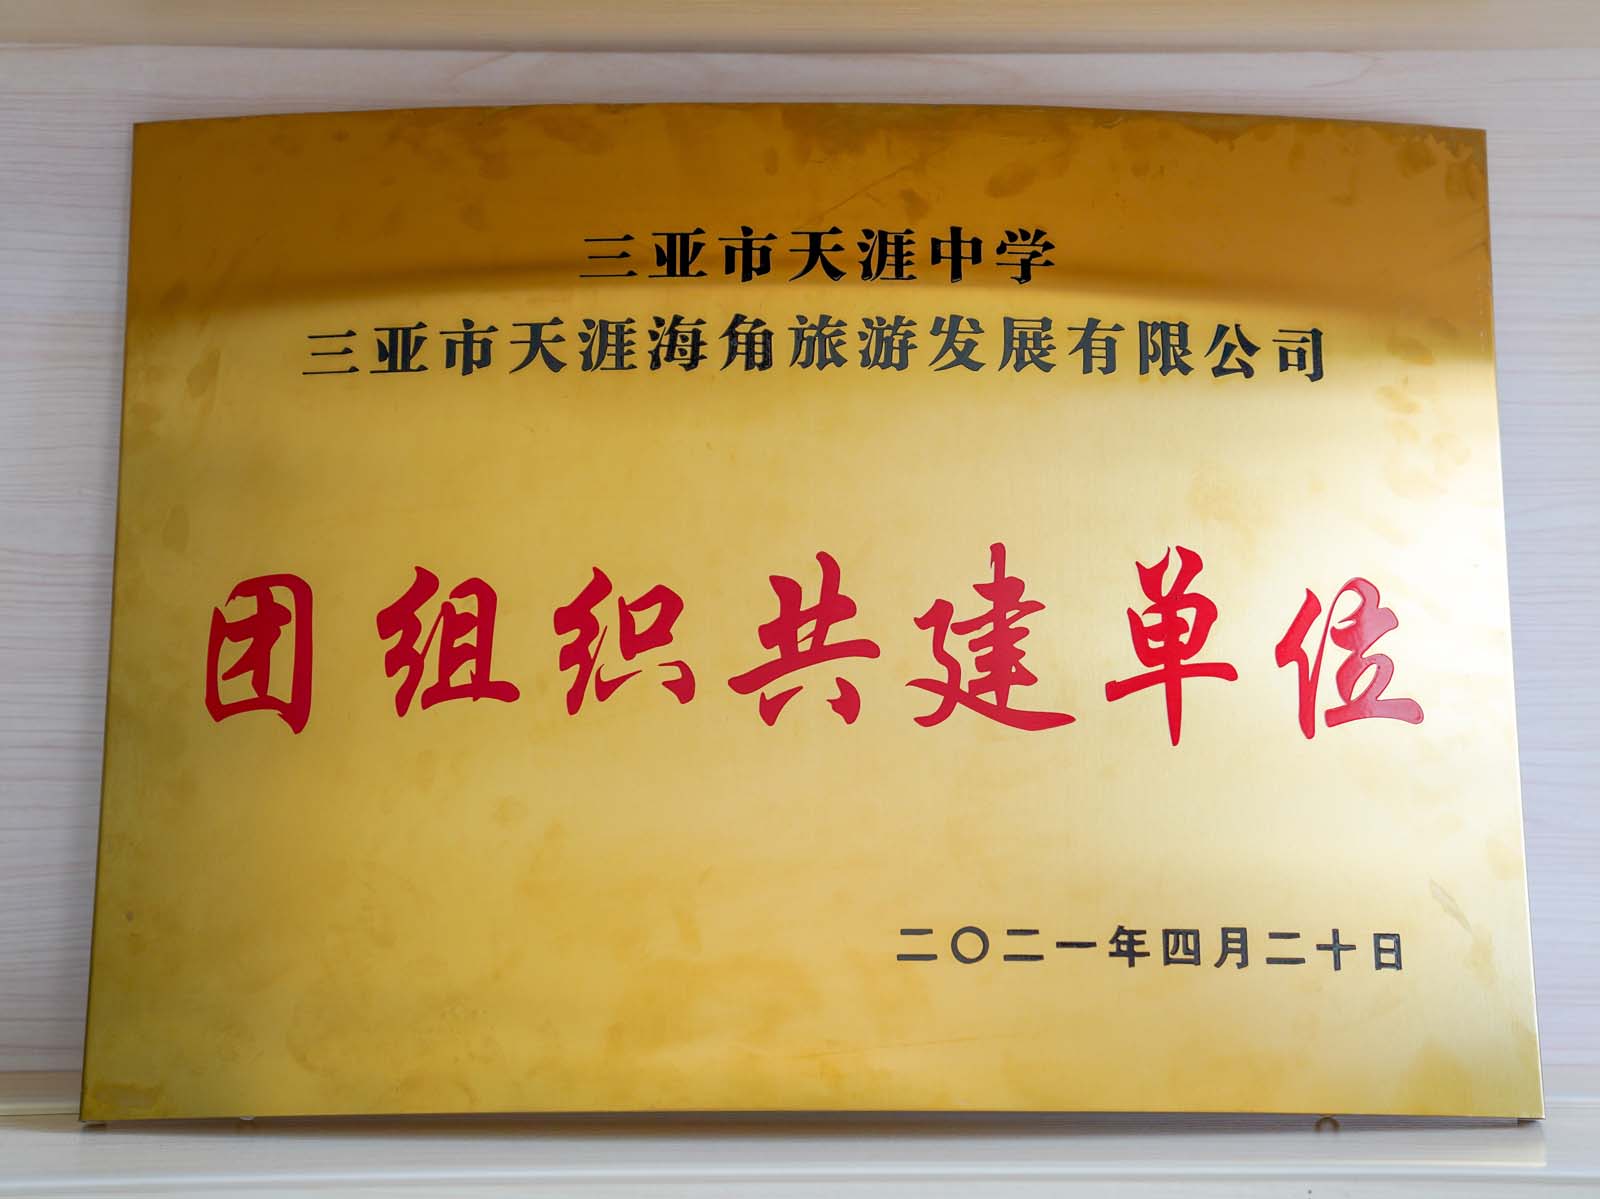 三亚市天涯中学
三亚市天涯海角旅游发展有限公司
团组织共建单位
二〇二一年四月二十日